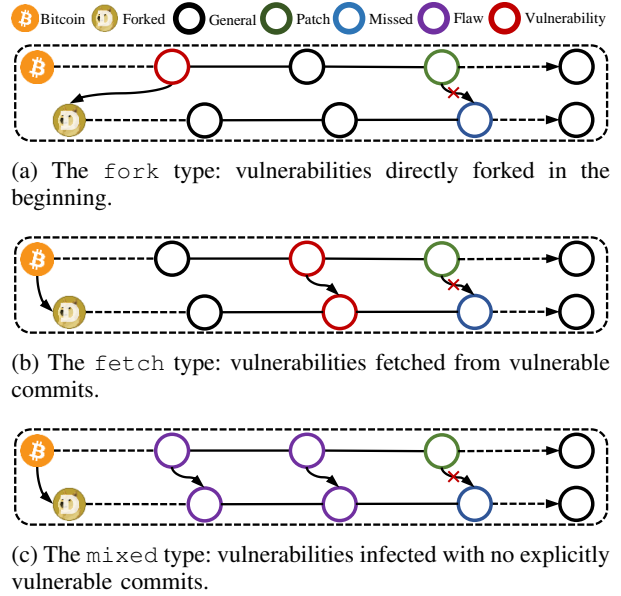 Bitcoin Forked General Patch Missed Flaw Vulnerability
(a) The fork type: vulnerabilities directly forked in the
beginning.
(b) The fetch type: vulnerabilities fetched from vulnerable
commits.
(c) The mixed type: vulnerabilities infected with no explicitly
vulnerable commits.